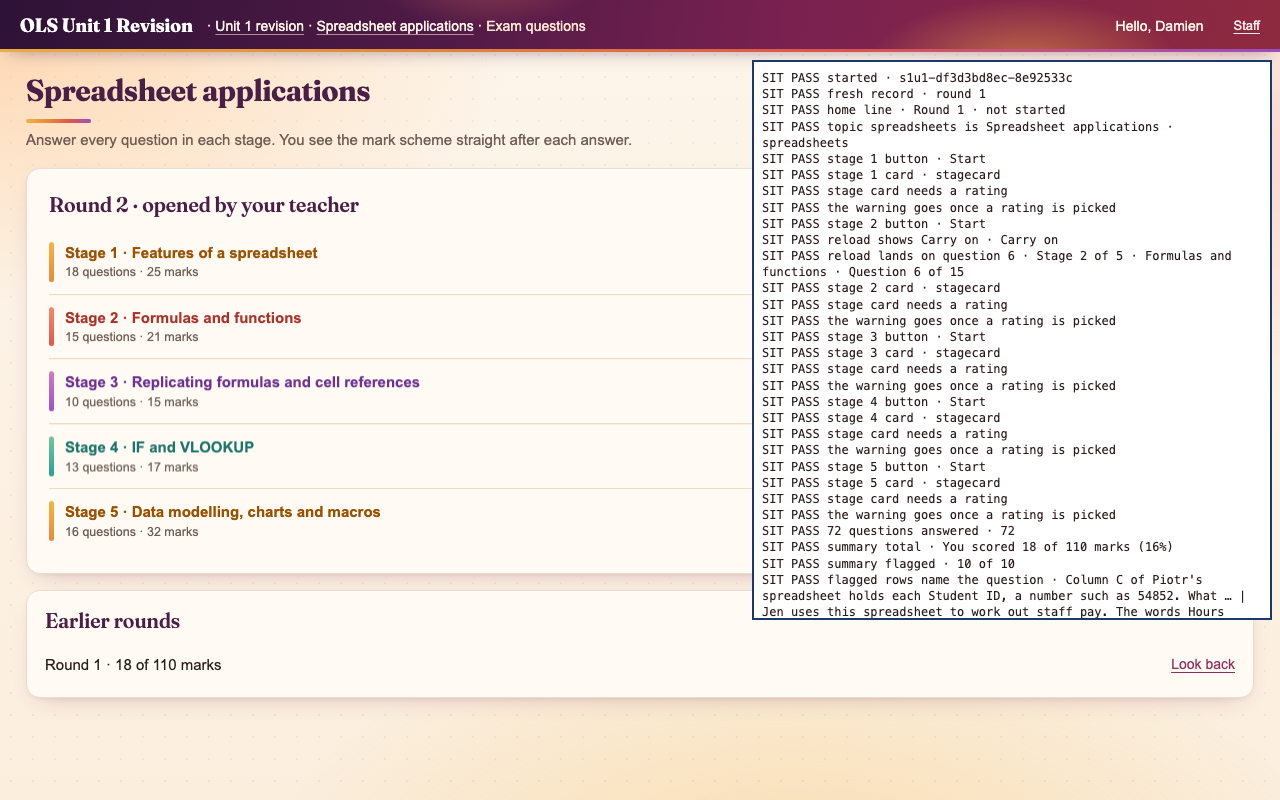 OLS Unit 1 Revision · Unit 1 revision · Spreadsheet applications · Exam questions Hello, Damien Staff
Spreadsheet applications
Answer every question in each stage. You see the mark scheme straight after each answer.
Round 2 · opened by your teacher
Stage 1 · Features of a spreadsheet
18 questions · 25 marks
Stage 2 · Formulas and functions
15 questions · 21 marks
Stage 3 · Replicating formulas and cell references
10 questions · 15 marks
Stage 4 · IF and VLOOKUP
13 questions · 17 marks
Stage 5 · Data modelling, charts and macros
16 questions · 32 marks
Earlier rounds
Round 1 · 18 of 110 marks Look back
SIT PASS started · s1u1-df3d3bd8ec-8e92533c
SIT PASS fresh record · round 1
SIT PASS home line · Round 1 · not started
SIT PASS topic spreadsheets is Spreadsheet applications ·
spreadsheets
SIT PASS stage 1 button · Start
SIT PASS stage 1 card · stagecard
SIT PASS stage card needs a rating
SIT PASS the warning goes once a rating is picked
SIT PASS stage 2 button · Start
SIT PASS reload shows Carry on · Carry on
SIT PASS reload lands on question 6 · Stage 2 of 5 · Formulas and
functions · Question 6 of 15
SIT PASS stage 2 card · stagecard
SIT PASS stage card needs a rating
SIT PASS the warning goes once a rating is picked
SIT PASS stage 3 button · Start
SIT PASS stage 3 card · stagecard
SIT PASS stage card needs a rating
SIT PASS the warning goes once a rating is picked
SIT PASS stage 4 button · Start
SIT PASS stage 4 card · stagecard
SIT PASS stage card needs a rating
SIT PASS the warning goes once a rating is picked
SIT PASS stage 5 button · Start
SIT PASS stage 5 card · stagecard
SIT PASS stage card needs a rating
SIT PASS the warning goes once a rating is picked
SIT PASS 72 questions answered · 72
SIT PASS summary total · You scored 18 of 110 marks (16%)
SIT PASS summary flagged · 10 of 10
SIT PASS flagged rows name the question · Column C of Piotr's
spreadsheet holds each Student ID, a number such as 54852. What … |
Jen uses this spreadsheet to work out staff pay. The words Hours